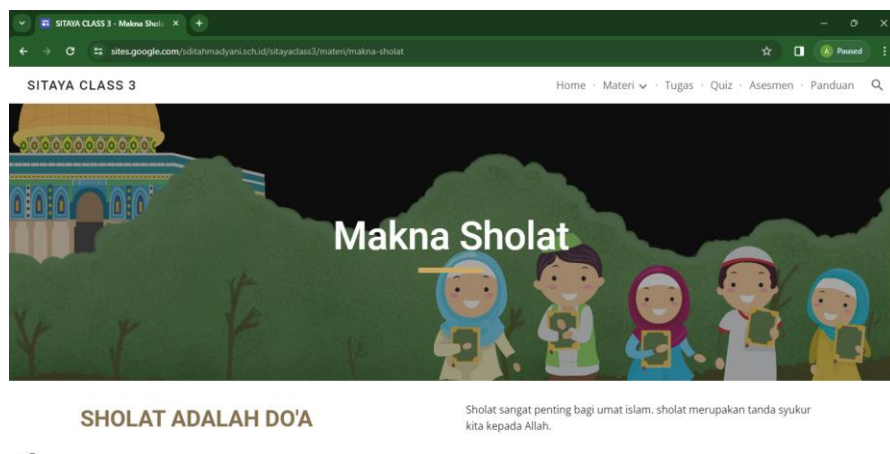 SITAYA CLASS 3 - Makna Shol
sites.google.com/sditahmadyani.sch.id/sitayaclass3/materi/makna-sholat
A Paused
SITAYA CLASS 3
Home · Materi · Tugas · Quiz · Asesmen · Panduan
Makna Sholat
SHOLAT ADALAH DO'A
Sholat sangat penting bagi umat islam. sholat merupakan tanda syukur
kita kepada Allah.